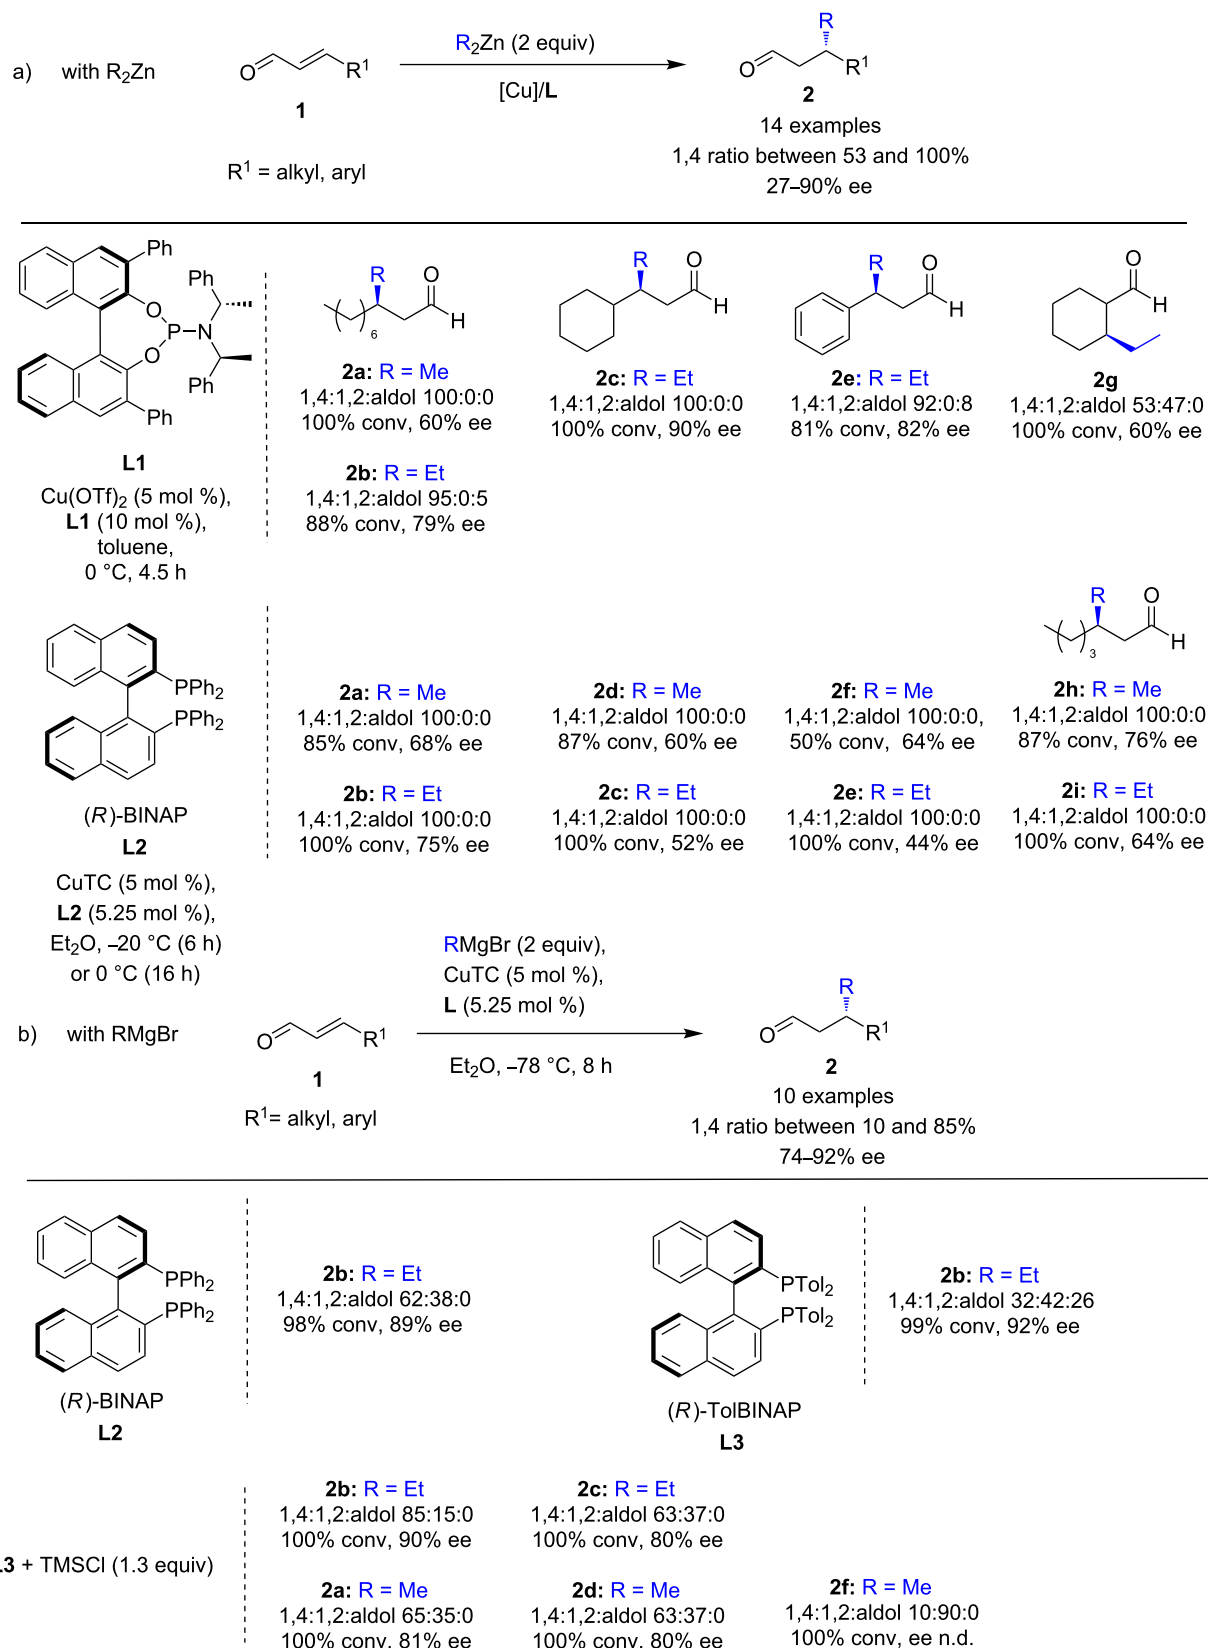 a) with R2Zn
O
R1
1
R1 = alkyl, aryl
R2Zn (2 equiv)
[Cu]/L
R
O
R1
2
14 examples
1,4 ratio between 53 and 100%
27–90% ee
Ph
Ph
O
P
N
O
Ph
Ph
L1
Cu(OTf)2 (5 mol %),
L1 (10 mol %),
toluene,
0 °C, 4.5 h
R
O
H
6
2a: R = Me
1,4:1,2:aldol 100:0:0
100% conv, 60% ee
2b: R = Et
1,4:1,2:aldol 95:0:5
88% conv, 79% ee
R
O
H
2c: R = Et
1,4:1,2:aldol 100:0:0
100% conv, 90% ee
R
O
H
2e: R = Et
1,4:1,2:aldol 92:0:8
81% conv, 82% ee
O
H
2g
1,4:1,2:aldol 53:47:0
100% conv, 60% ee
PPh2
PPh2
(R)-BINAP
L2
CuTC (5 mol %),
L2 (5.25 mol %),
Et2O, –20 °C (6 h)
or 0 °C (16 h)
2a: R = Me
1,4:1,2:aldol 100:0:0
85% conv, 68% ee
2b: R = Et
1,4:1,2:aldol 100:0:0
100% conv, 75% ee
2d: R = Me
1,4:1,2:aldol 100:0:0
87% conv, 60% ee
2c: R = Et
1,4:1,2:aldol 100:0:0
100% conv, 52% ee
2f: R = Me
1,4:1,2:aldol 100:0:0,
50% conv, 64% ee
2e: R = Et
1,4:1,2:aldol 100:0:0
100% conv, 44% ee
R
O
H
3
2h: R = Me
1,4:1,2:aldol 100:0:0
87% conv, 76% ee
2i: R = Et
1,4:1,2:aldol 100:0:0
100% conv, 64% ee
b) with RMgBr
O
R1
1
R1= alkyl, aryl
RMgBr (2 equiv),
CuTC (5 mol %),
L (5.25 mol %)
Et2O, –78 °C, 8 h
R
O
R1
2
10 examples
1,4 ratio between 10 and 85%
74–92% ee
PPh2
PPh2
(R)-BINAP
L2
2b: R = Et
1,4:1,2:aldol 62:38:0
98% conv, 89% ee
PTol2
PTol2
(R)-TolBINAP
L3
2b: R = Et
1,4:1,2:aldol 32:42:26
99% conv, 92% ee
L3 + TMSCl (1.3 equiv)
2b: R = Et
1,4:1,2:aldol 85:15:0
100% conv, 90% ee
2c: R = Et
1,4:1,2:aldol 63:37:0
100% conv, 80% ee
2a: R = Me
1,4:1,2:aldol 65:35:0
100% conv, 81% ee
2d: R = Me
1,4:1,2:aldol 63:37:0
100% conv, 80% ee
2f: R = Me
1,4:1,2:aldol 10:90:0
100% conv, ee n.d.